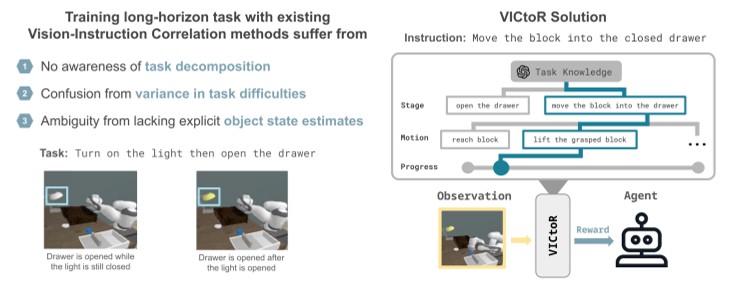 Training long-horizon task with existing
Vision-Instruction Correlation methods suffer from
1 No awareness of task decomposition
2 Confusion from variance in task difficulties
3 Ambiguity from lacking explicit object state estimates
Task: Turn on the light then open the drawer
Drawer is opened while
the light is still closed
Drawer is opened after
the light is opened
VICtoR Solution
Instruction: Move the block into the closed drawer
Task Knowledge
Stage
open the drawer
move the block into the drawer
Motion
reach block
lift the grasped block
...
Progress
Observation
VICtoR
Reward
Agent